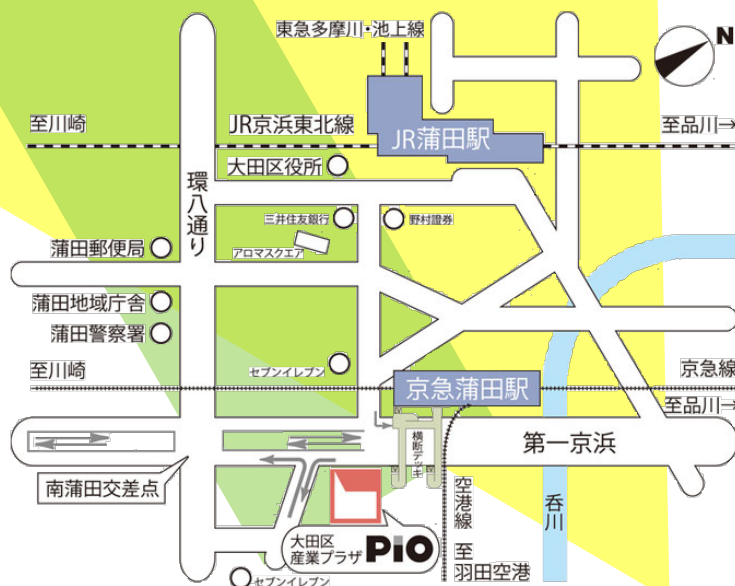 東急多摩川・池上線
N
至川崎
JR京浜東北線
JR蒲田駅
至品川→
大田区役所
環八通り
三井住友銀行
野村證券
アロマスクエア
蒲田郵便局
蒲田地域庁舎
蒲田警察署
セブンイレブン
至川崎
京急蒲田駅
京急線
至品川→
横断デッキ
第一京浜
南蒲田交差点
空港線 至
羽田空港
呑川
大田区
産業プラザ PiO
セブンイレブン